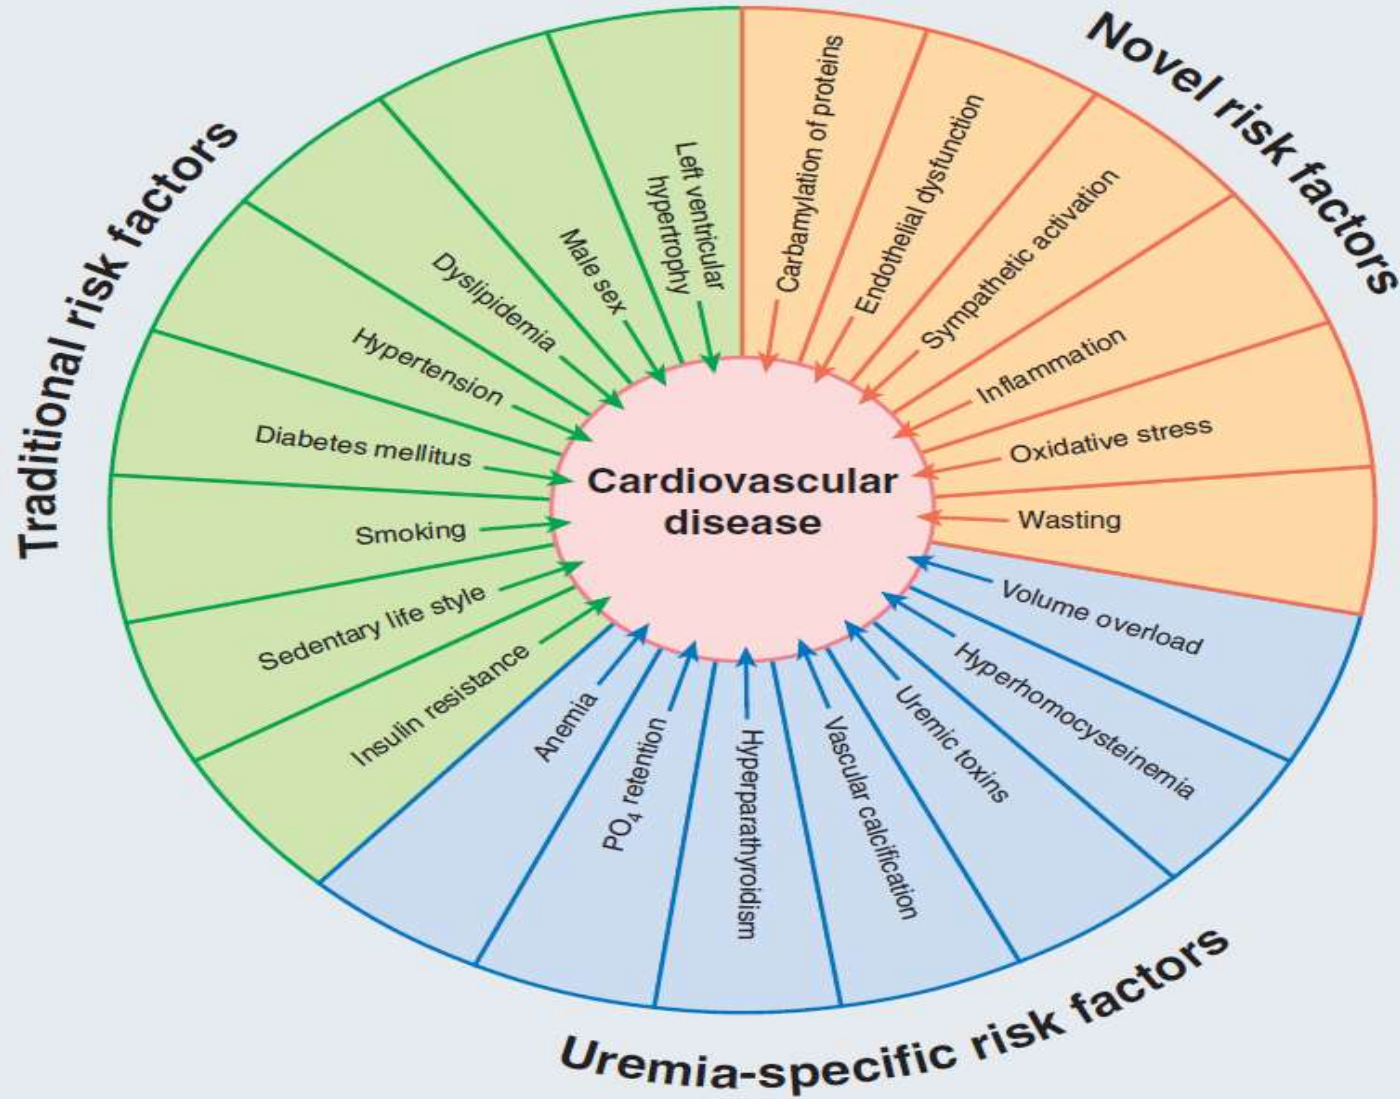 Traditional risk factors
Left ventricular
hypertrophy
Male sex
Dyslipidemia
Hypertension
Diabetes mellitus
Smoking
Sedentary life style
Insulin resistance
Novel risk factors
Carbamylation of proteins
Endothelial dysfunction
Sympathetic activation
Inflammation
Oxidative stress
Wasting
Cardiovascular
disease
Volume overload
Hyperhomocysteinemia
Uremic toxins
Vascular calcification
Hyperparathyroidism
PO₄ retention
Anemia
Uremia-specific risk factors